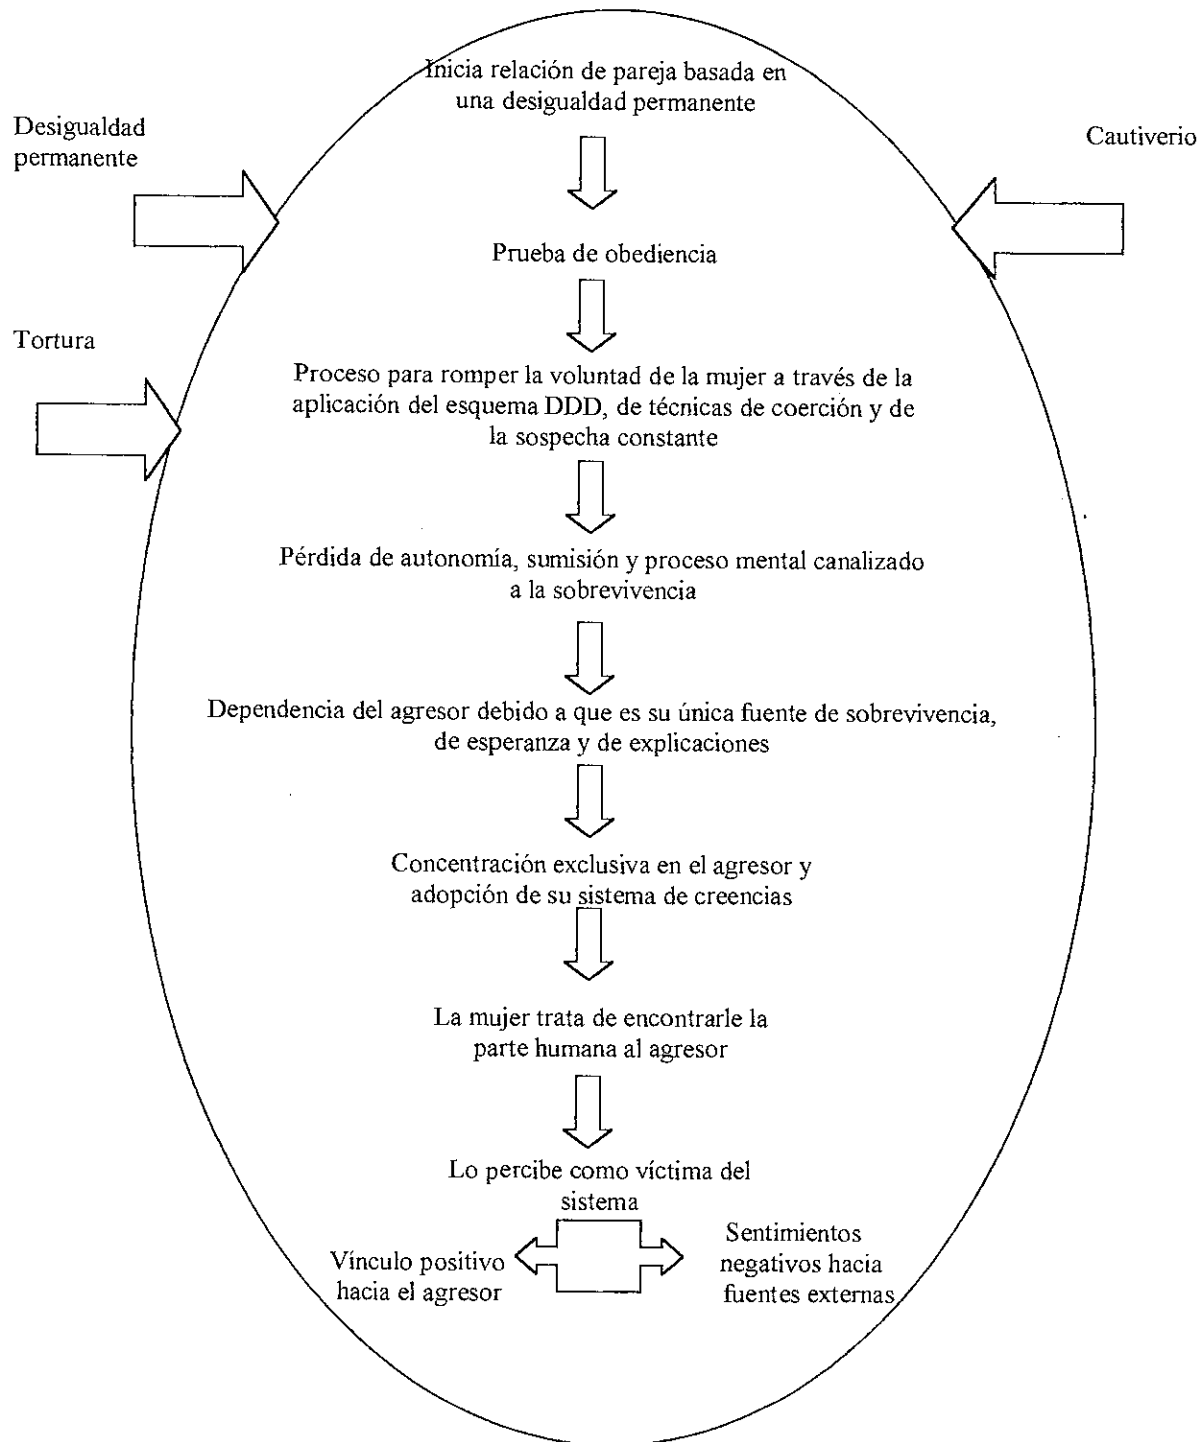 Inicia relación de pareja basada en
una desigualdad permanente
Desigualdad
permanente
Cautiverio
Prueba de obediencia
Tortura
Proceso para romper la voluntad de la mujer a través de la
aplicación del esquema DDD, de técnicas de coerción y de
la sospecha constante
Pérdida de autonomía, sumisión y proceso mental canalizado
a la sobrevivencia
Dependencia del agresor debido a que es su única fuente de sobrevivencia,
de esperanza y de explicaciones
Concentración exclusiva en el agresor y
adopción de su sistema de creencias
La mujer trata de encontrarle la
parte humana al agresor
Lo percibe como víctima del
sistema
Vínculo positivo
hacia el agresor
Sentimientos
negativos hacia
fuentes externas